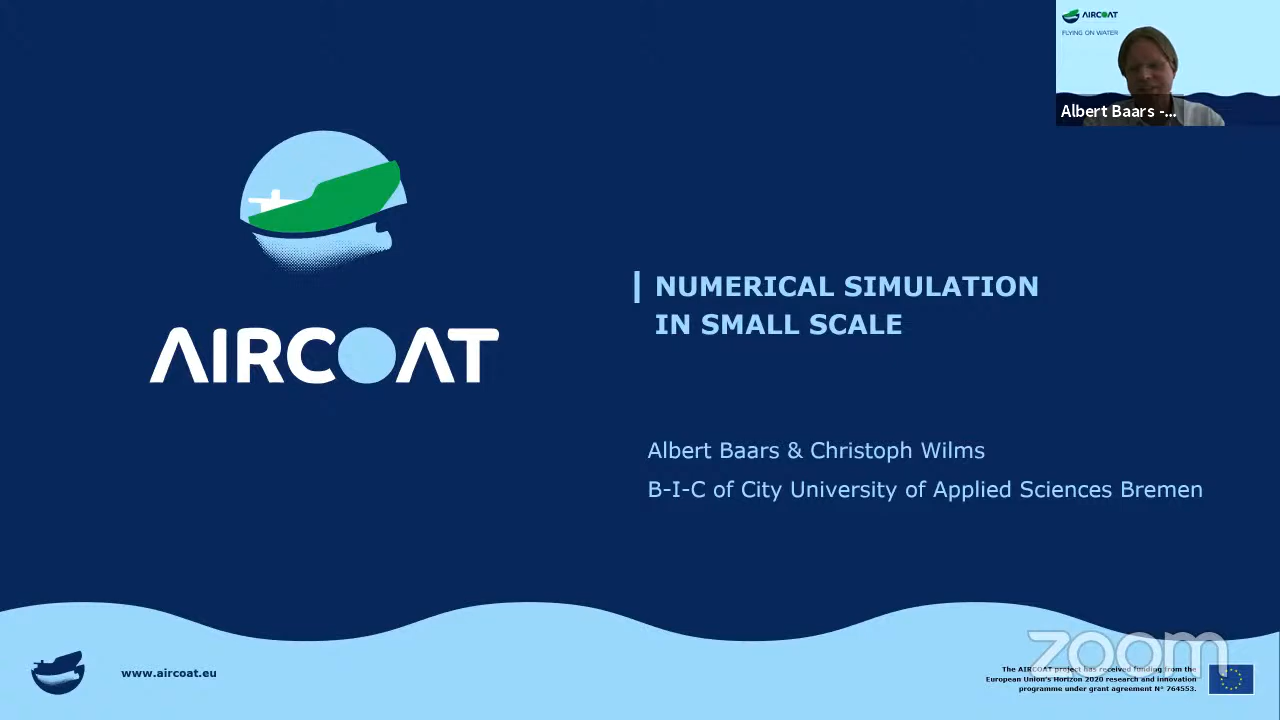 AIRCOAT
FLYING ON WATER
Albert Baars -...
NUMERICAL SIMULATION
IN SMALL SCALE
AIRCOAT
Albert Baars & Christoph Wilms
B-I-C of City University of Applied Sciences Bremen
zoom
www.aircoat.eu
The AIRCOAT project has received funding from the
European Union's Horizon 2020 research and innovation
programme under grant agreement N° 764553.